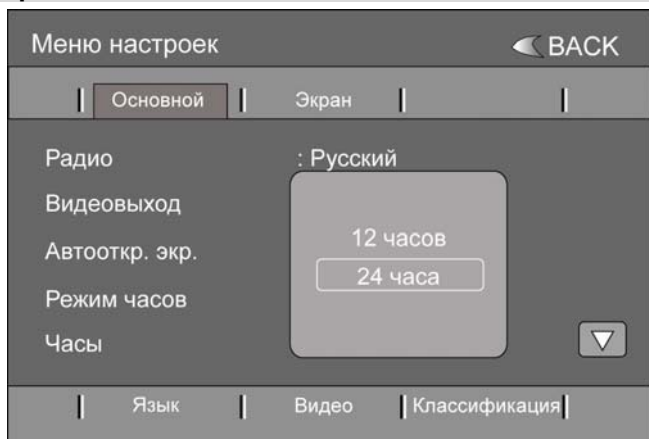 Меню настроек BACK
Основной Экран
Радио : Русский
Видеовыход
12 часов
Автооткр. экр.
24 часа
Режим часов
Часы
Язык Видео Классификация